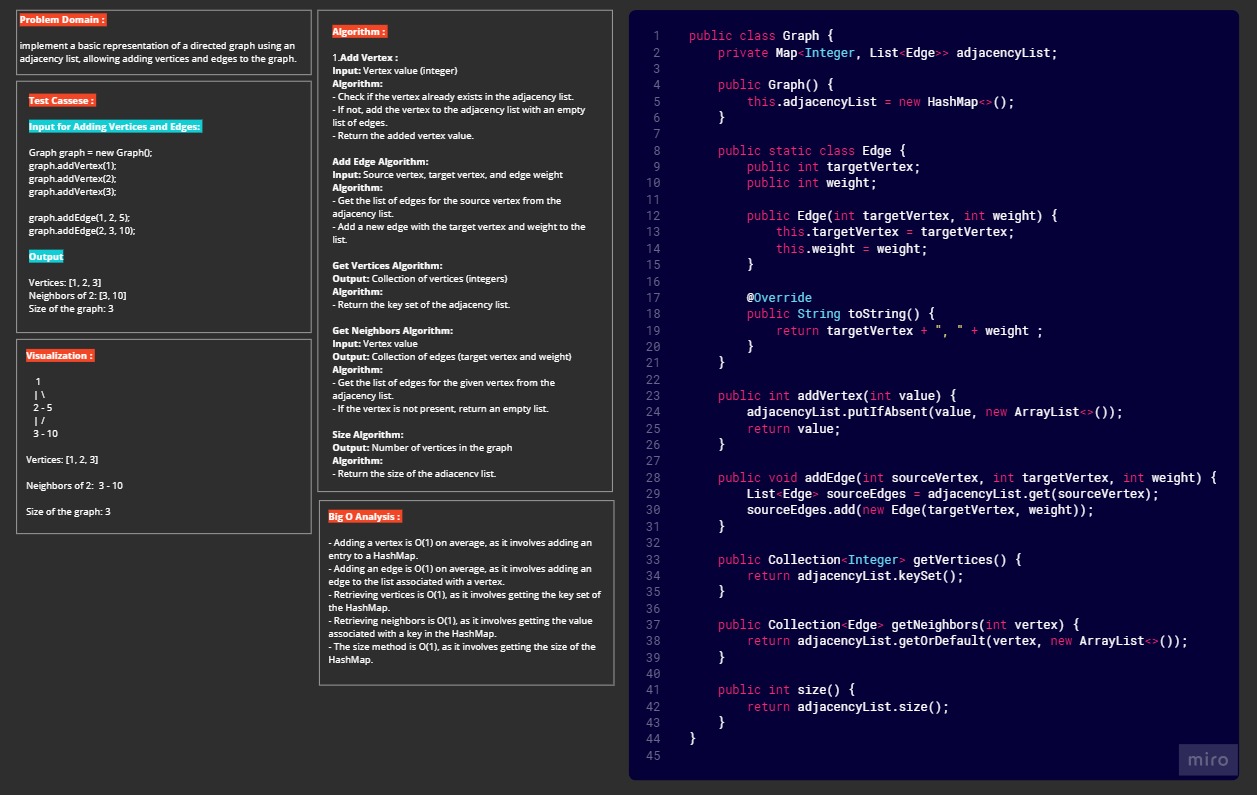 Problem Domain :
implement a basic representation of a directed graph using an
adjacency list, allowing adding vertices and edges to the graph.
Test Cassese :
Input for Adding Vertices and Edges:
Graph graph = new Graph();
graph.addVertex(1);
graph.addVertex(2);
graph.addVertex(3);
graph.addEdge(1, 2, 5);
graph.addEdge(2, 3, 10);
Output
Vertices: [1, 2, 3]
Neighbors of 2: [3, 10]
Size of the graph: 3
Visualization :
1
| \
2 - 5
| /
3 - 10
Vertices: [1, 2, 3]
Neighbors of 2:  3 - 10
Size of the graph: 3
Algorithm :
1.Add Vertex :
Input: Vertex value (integer)
Algorithm:
- Check if the vertex already exists in the adjacency list.
- If not, add the vertex to the adjacency list with an empty
list of edges.
- Return the added vertex value.
Add Edge Algorithm:
Input: Source vertex, target vertex, and edge weight
Algorithm:
- Get the list of edges for the source vertex from the
adjacency list.
- Add a new edge with the target vertex and weight to the
list.
Get Vertices Algorithm:
Output: Collection of vertices (integers)
Algorithm:
- Return the key set of the adjacency list.
Get Neighbors Algorithm:
Input: Vertex value
Output: Collection of edges (target vertex and weight)
Algorithm:
- Get the list of edges for the given vertex from the
adjacency list.
- If the vertex is not present, return an empty list.
Size Algorithm:
Output: Number of vertices in the graph
Algorithm:
- Return the size of the adjacency list.
Big O Analysis :
- Adding a vertex is O(1) on average, as it involves adding an
entry to a HashMap.
- Adding an edge is O(1) on average, as it involves adding an
edge to the list associated with a vertex.
- Retrieving vertices is O(1), as it involves getting the key set of
the HashMap.
- Retrieving neighbors is O(1), as it involves getting the value
associated with a key in the HashMap.
- The size method is O(1), as it involves getting the size of the
HashMap.
1 public class Graph {
2     private Map<Integer, List<Edge>> adjacencyList;
3
4     public Graph() {
5         this.adjacencyList = new HashMap<>();
6     }
7
8     public static class Edge {
9         public int targetVertex;
10         public int weight;
11
12         public Edge(int targetVertex, int weight) {
13             this.targetVertex = targetVertex;
14             this.weight = weight;
15         }
16
17         @Override
18         public String toString() {
19             return targetVertex + ", " + weight ;
20         }
21     }
22
23     public int addVertex(int value) {
24         adjacencyList.putIfAbsent(value, new ArrayList<>());
25         return value;
26     }
27
28     public void addEdge(int sourceVertex, int targetVertex, int weight) {
29         List<Edge> sourceEdges = adjacencyList.get(sourceVertex);
30         sourceEdges.add(new Edge(targetVertex, weight));
31     }
32
33     public Collection<Integer> getVertices() {
34         return adjacencyList.keySet();
35     }
36
37     public Collection<Edge> getNeighbors(int vertex) {
38         return adjacencyList.getOrDefault(vertex, new ArrayList<>());
39     }
40
41     public int size() {
42         return adjacencyList.size();
43     }
44 }
45
miro